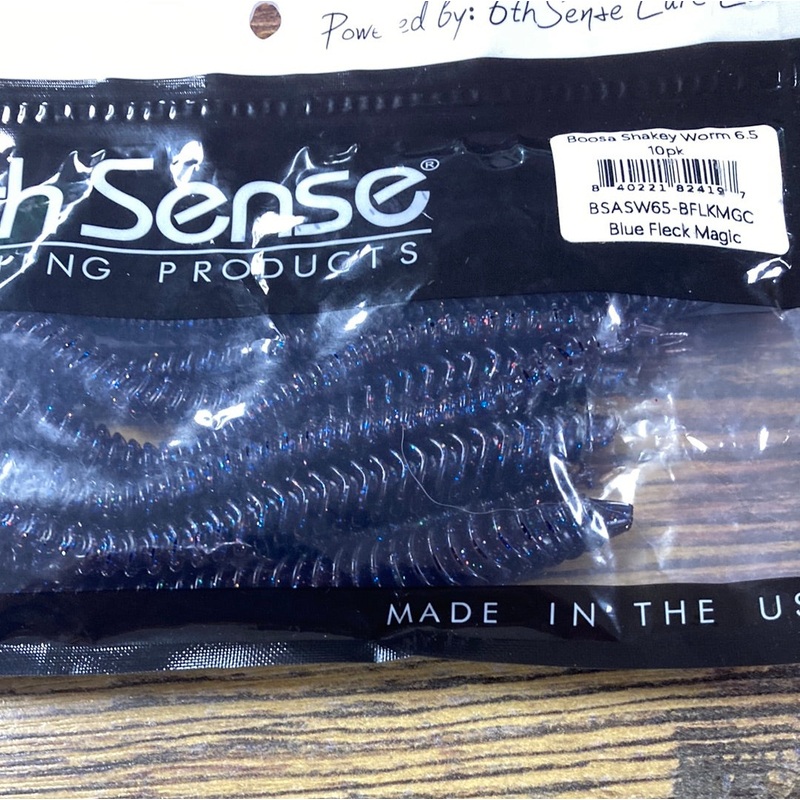 Powered by: 6thSense Lure
th Sense®
ING PRODUCTS
Boosa Shakey Worm 6.5
10pk
8 40221 82419 7
BSASW65-BFLKMGC
Blue Fleck Magic
MADE IN THE US